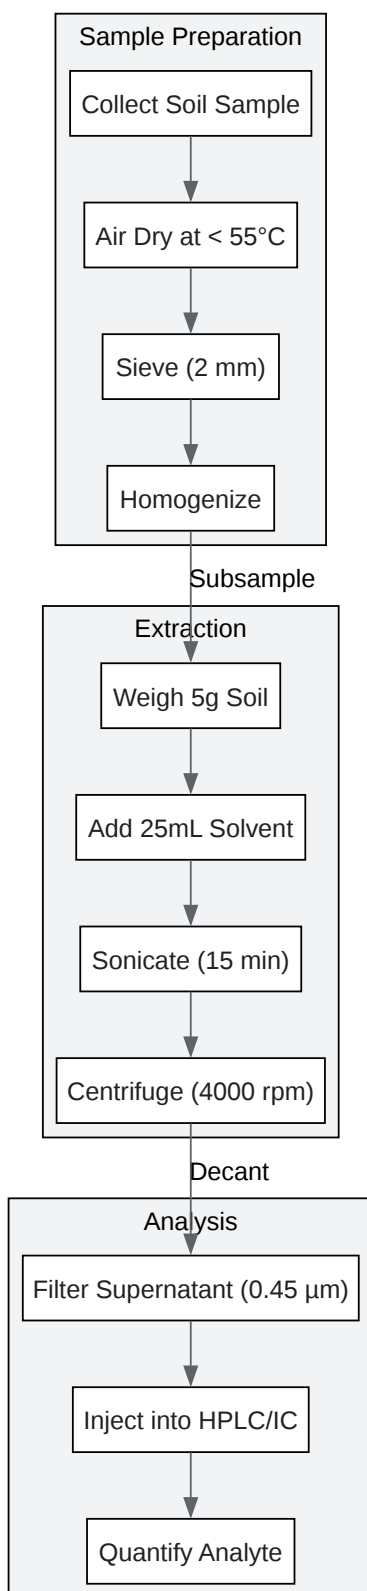 Sample Preparation
Collect Soil Sample
Air Dry at < 55°C
Sieve (2 mm)
Homogenize
Subsample
Extraction
Weigh 5g Soil
Add 25mL Solvent
Sonicate (15 min)
Centrifuge (4000 rpm)
Decant
Analysis
Filter Supernatant (0.45 µm)
Inject into HPLC/IC
Quantify Analyte